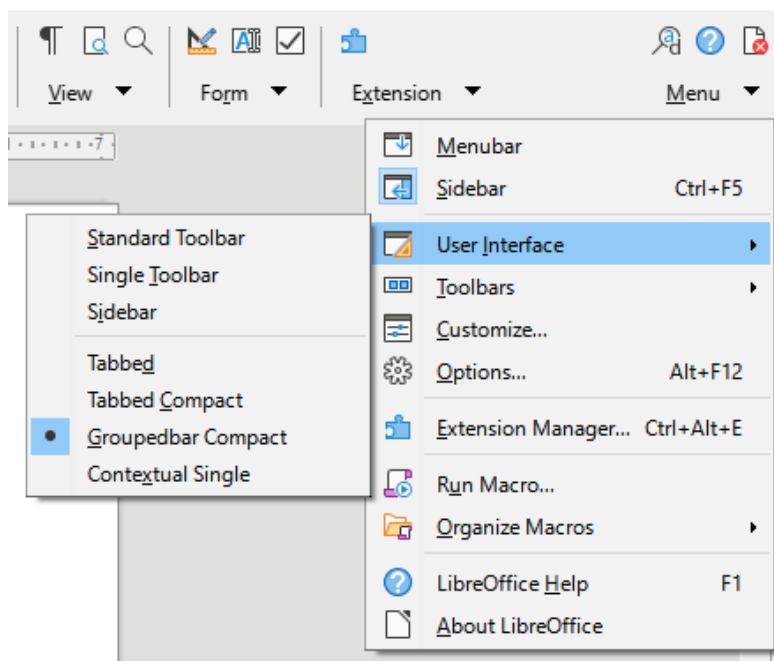 View Form Extension Menu
7
Menubar
Sidebar Ctrl+F5
User Interface
Toolbars
Customize...
Options... Alt+F12
Extension Manager... Ctrl+Alt+E
Run Macro...
Organize Macros
LibreOffice Help F1
About LibreOffice
Standard Toolbar
Single Toolbar
Sidebar
Tabbed
Tabbed Compact
Groupedbar Compact
Contextual Single